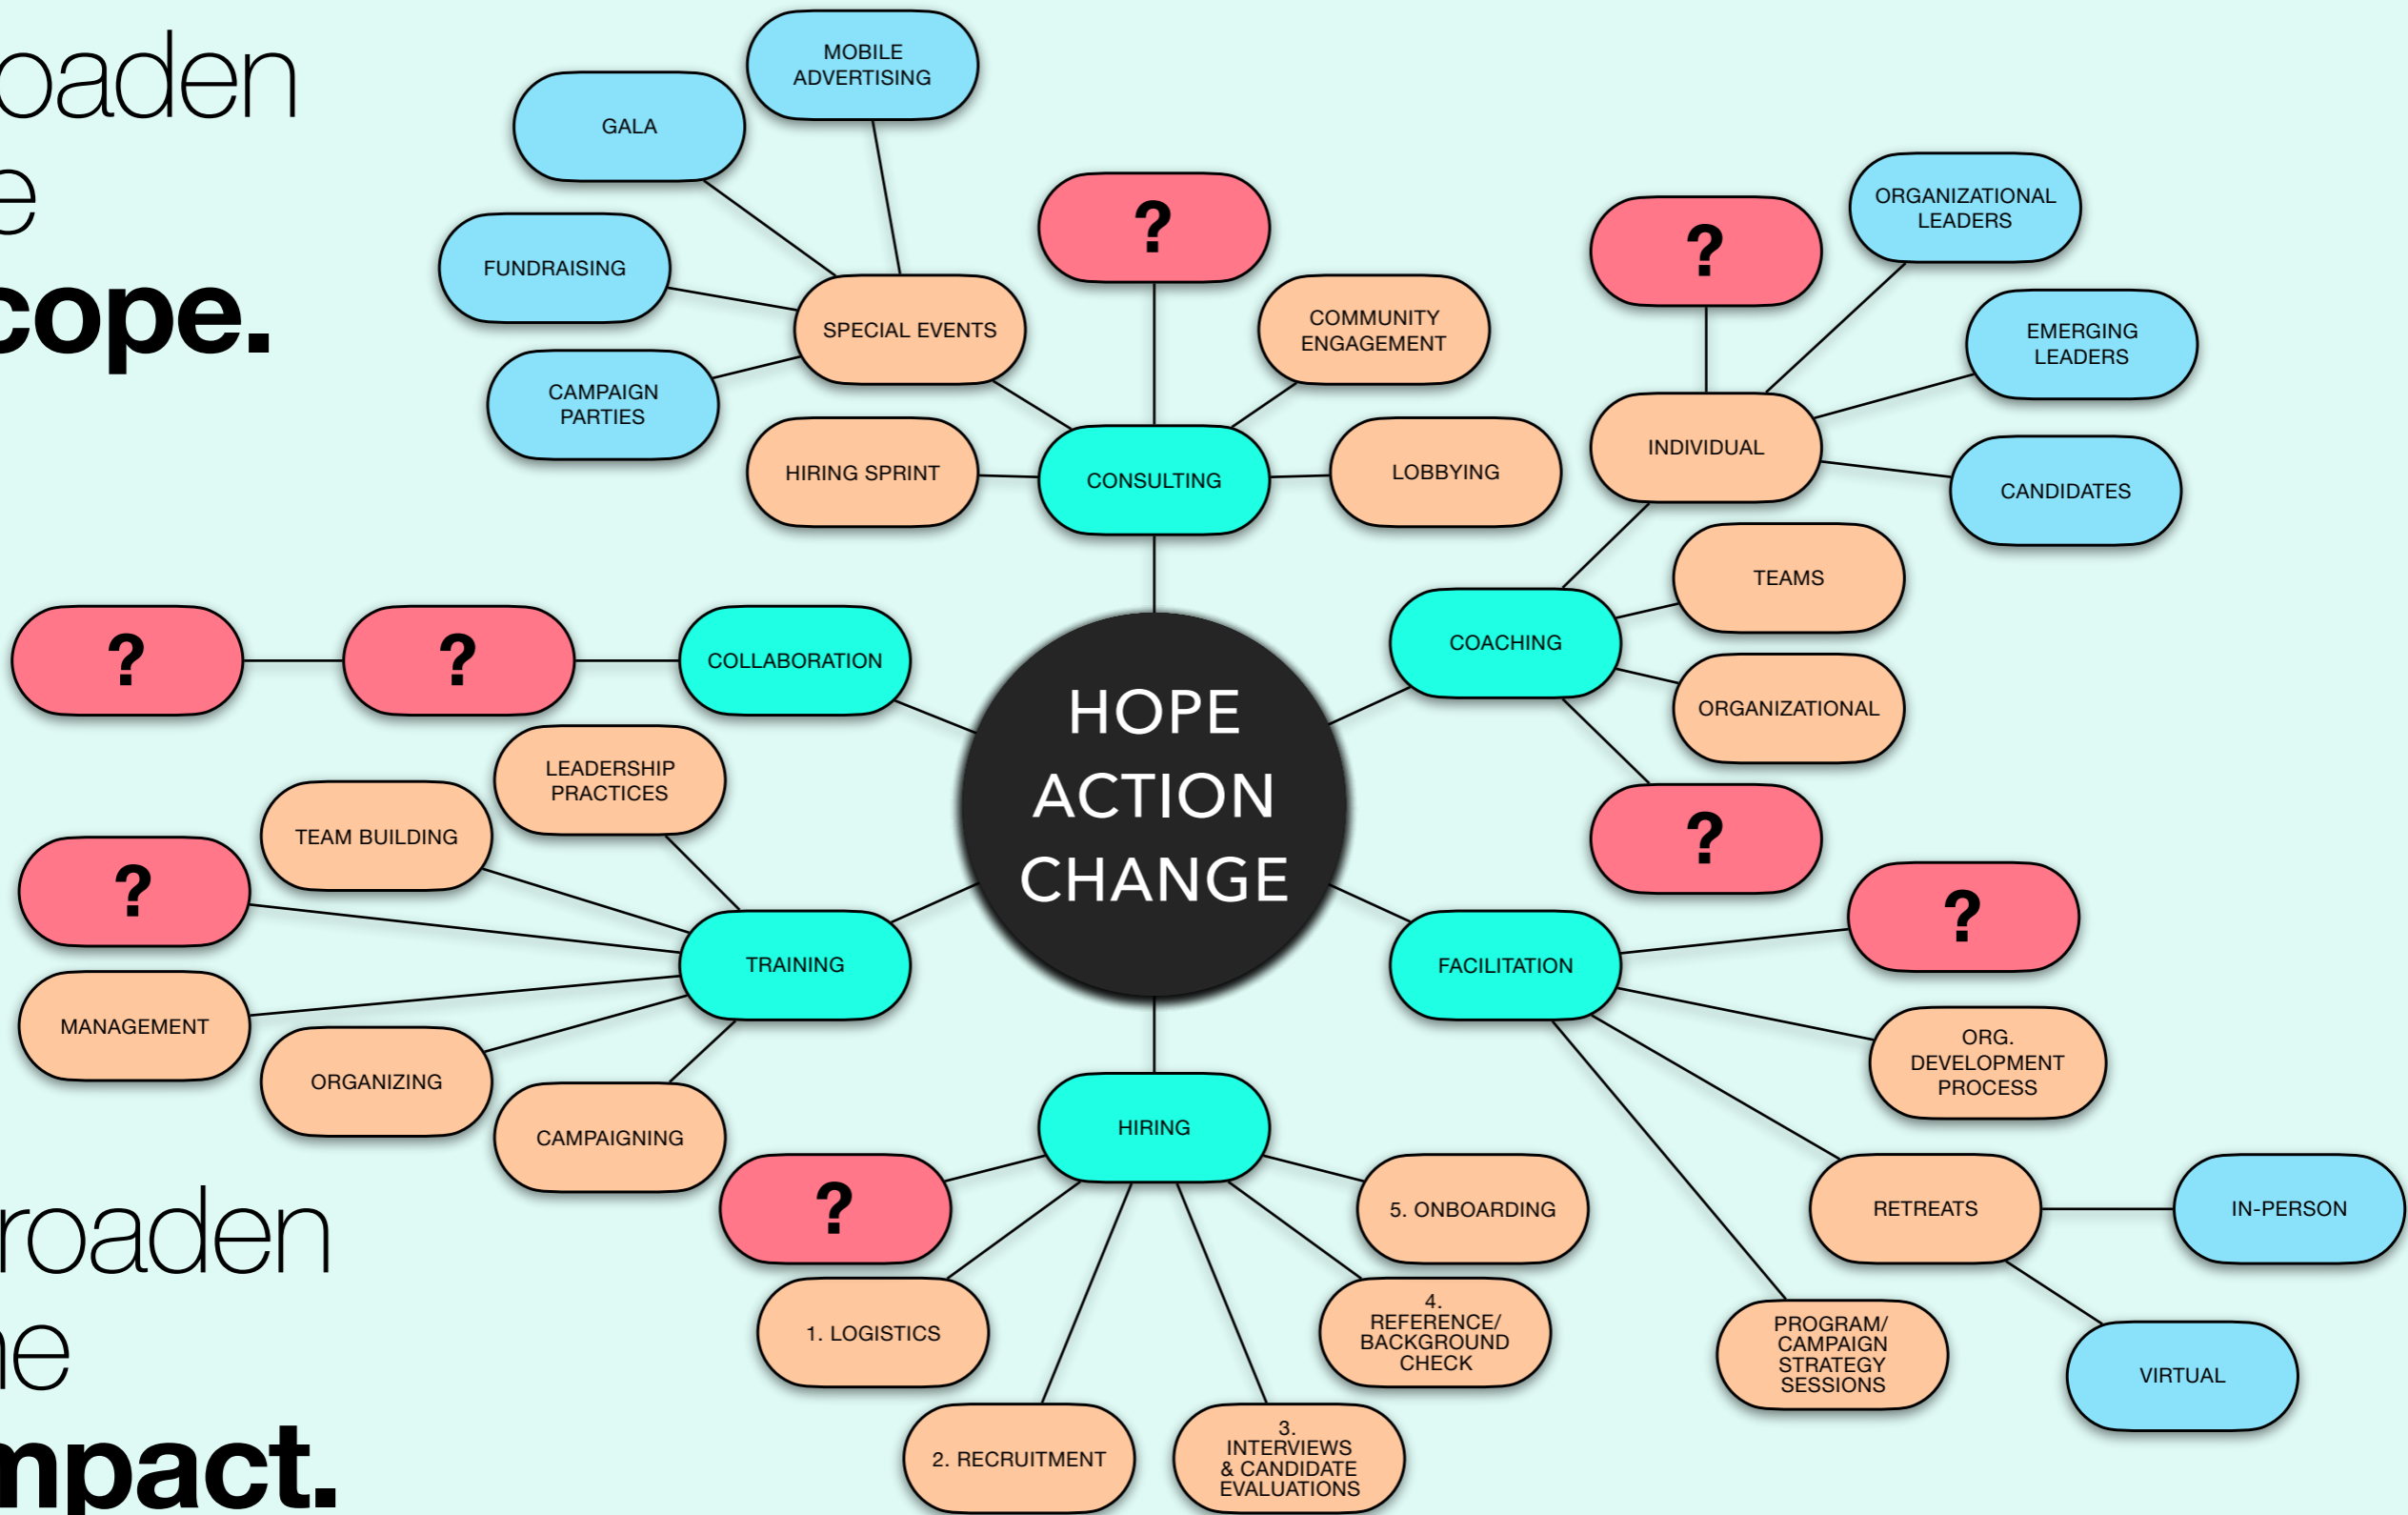 oaden
e
cope.
MOBILE
ADVERTISING
GALA
FUNDRAISING
CAMPAIGN
PARTIES
SPECIAL EVENTS
HIRING SPRINT
?
COMMUNITY
ENGAGEMENT
CONSULTING
LOBBYING
?
ORGANIZATIONAL
LEADERS
EMERGING
LEADERS
INDIVIDUAL
CANDIDATES
TEAMS
COACHING
ORGANIZATIONAL
?
?
?
COLLABORATION
HOPE
ACTION
CHANGE
LEADERSHIP
PRACTICES
TEAM BUILDING
?
TRAINING
MANAGEMENT
ORGANIZING
CAMPAIGNING
FACILITATION
?
ORG.
DEVELOPMENT
PROCESS
RETREATS
IN-PERSON
VIRTUAL
PROGRAM/
CAMPAIGN
STRATEGY
SESSIONS
HIRING
?
1. LOGISTICS
2. RECRUITMENT
3.
INTERVIEWS
& CANDIDATE
EVALUATIONS
4.
REFERENCE/
BACKGROUND
CHECK
5. ONBOARDING
roaden
ne
mpact.